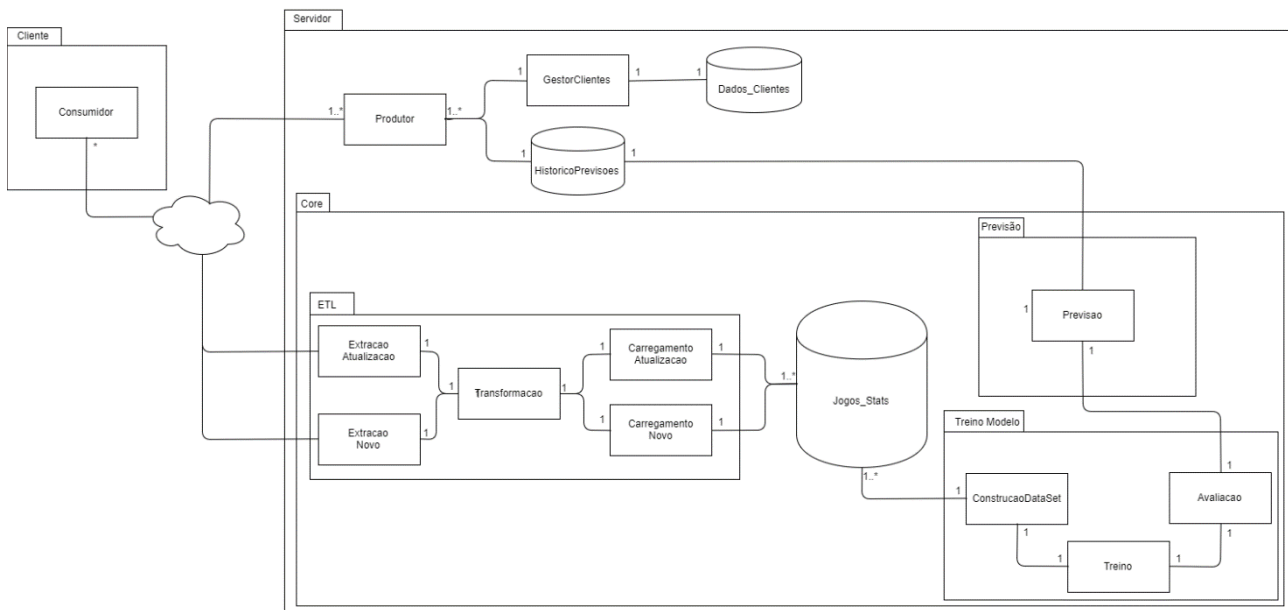 Servidor
Cliente
Consumidor
*
1..*
Produtor
1..*
1
GestorClientes
1
1
Dados_Clientes
1
HistoricoPrevisoes
1
Core
Previsão
1
Previsao
1
ETL
Extracao
Atualizacao
1
Extracao
Novo
1
1
Transformacao
1
1
1
Carregamento
Atualizacao
1
1
Carregamento
Novo
1
1..*
Jogos_Stats
1..*
Treino Modelo
1
ConstrucaoDataSet
1
1
Treino
1
1
Avaliacao
1